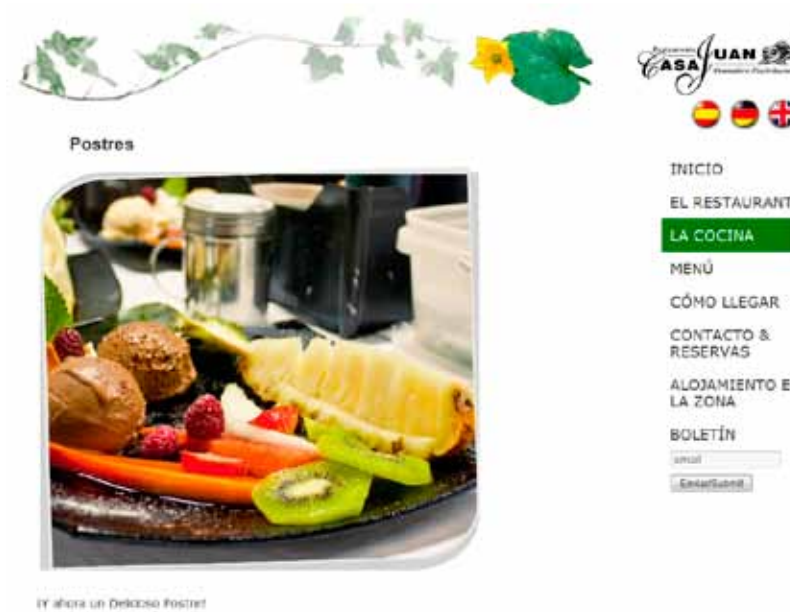 CASA JUAN
Postres
INICIO
EL RESTAURANT
LA COCINA
MENÚ
CÓMO LLEGAR
CONTACTO &
RESERVAS
ALOJAMIENTO E
LA ZONA
BOLETÍN
email
Enviar/Submit
¡Y ahora un Delicioso Postre!